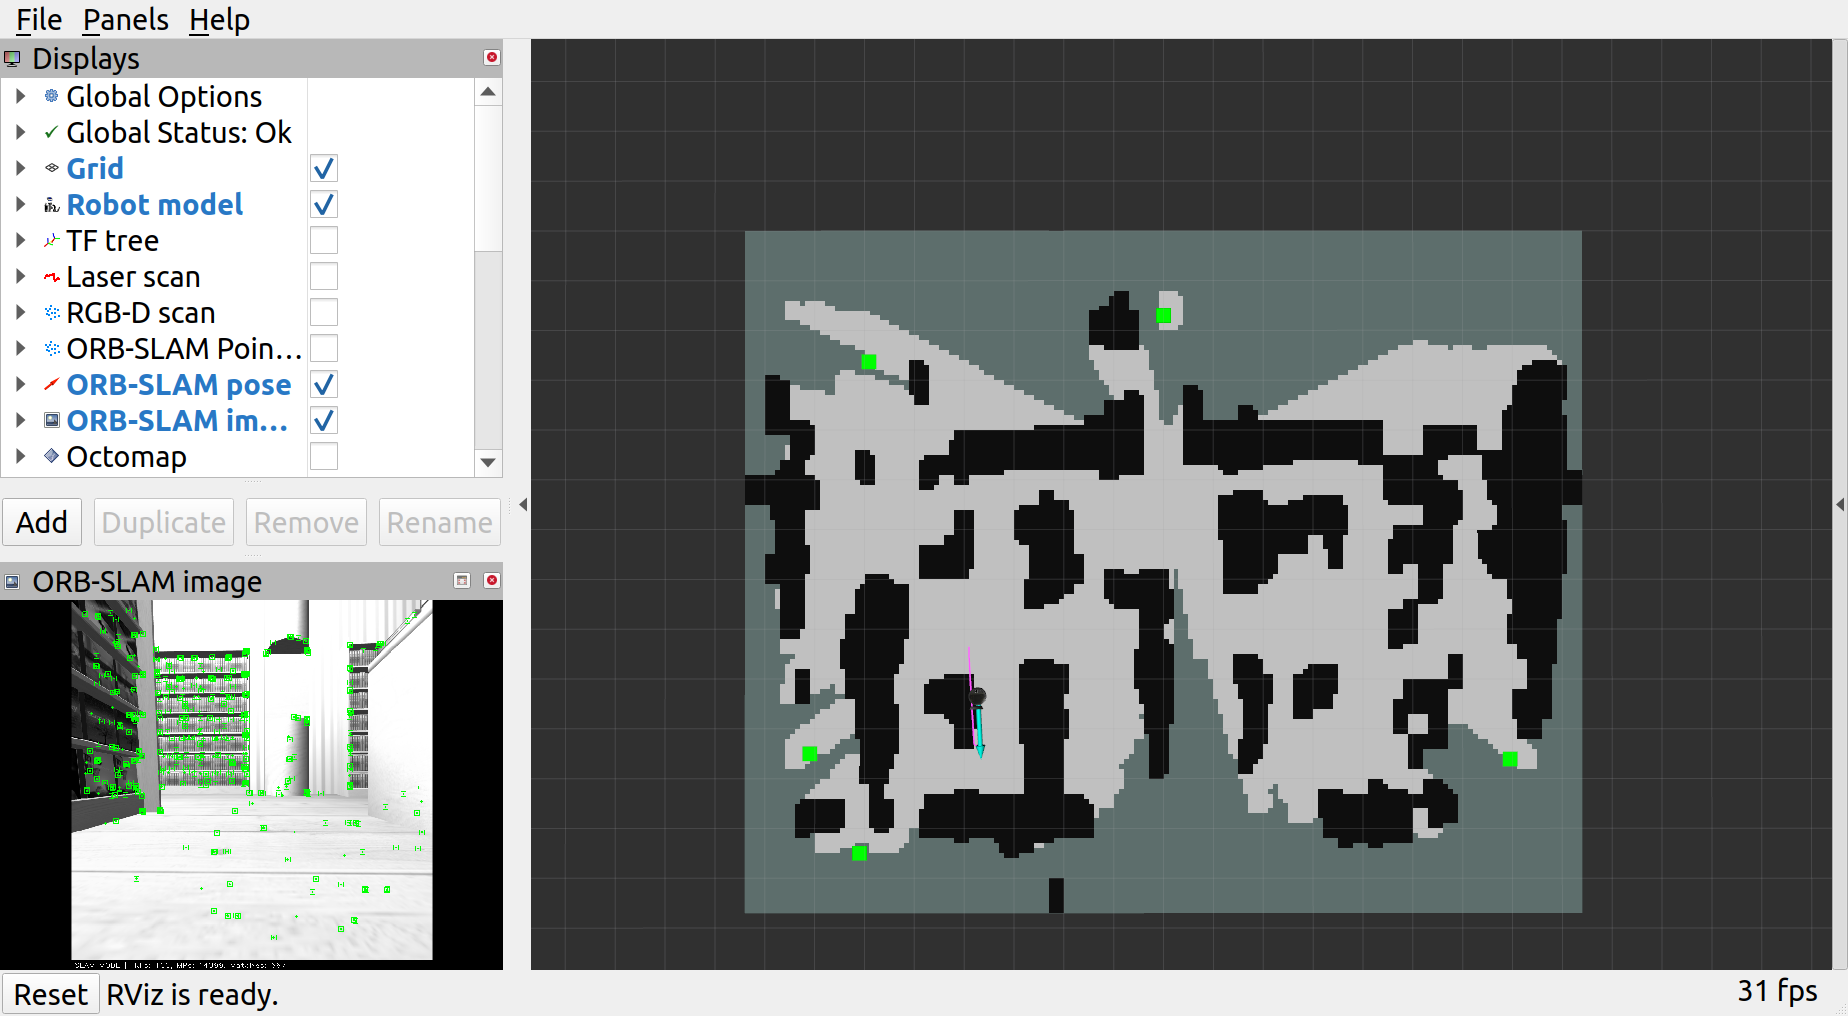 File Panels Help
Displays
Global Options
Global Status: Ok
Grid
Robot model
TF tree
Laser scan
RGB-D scan
ORB-SLAM Poin...
ORB-SLAM pose
ORB-SLAM im...
Octomap
Add Duplicate Remove Rename
ORB-SLAM image
SLAM MODE |
Reset RViz is ready.
31 fps